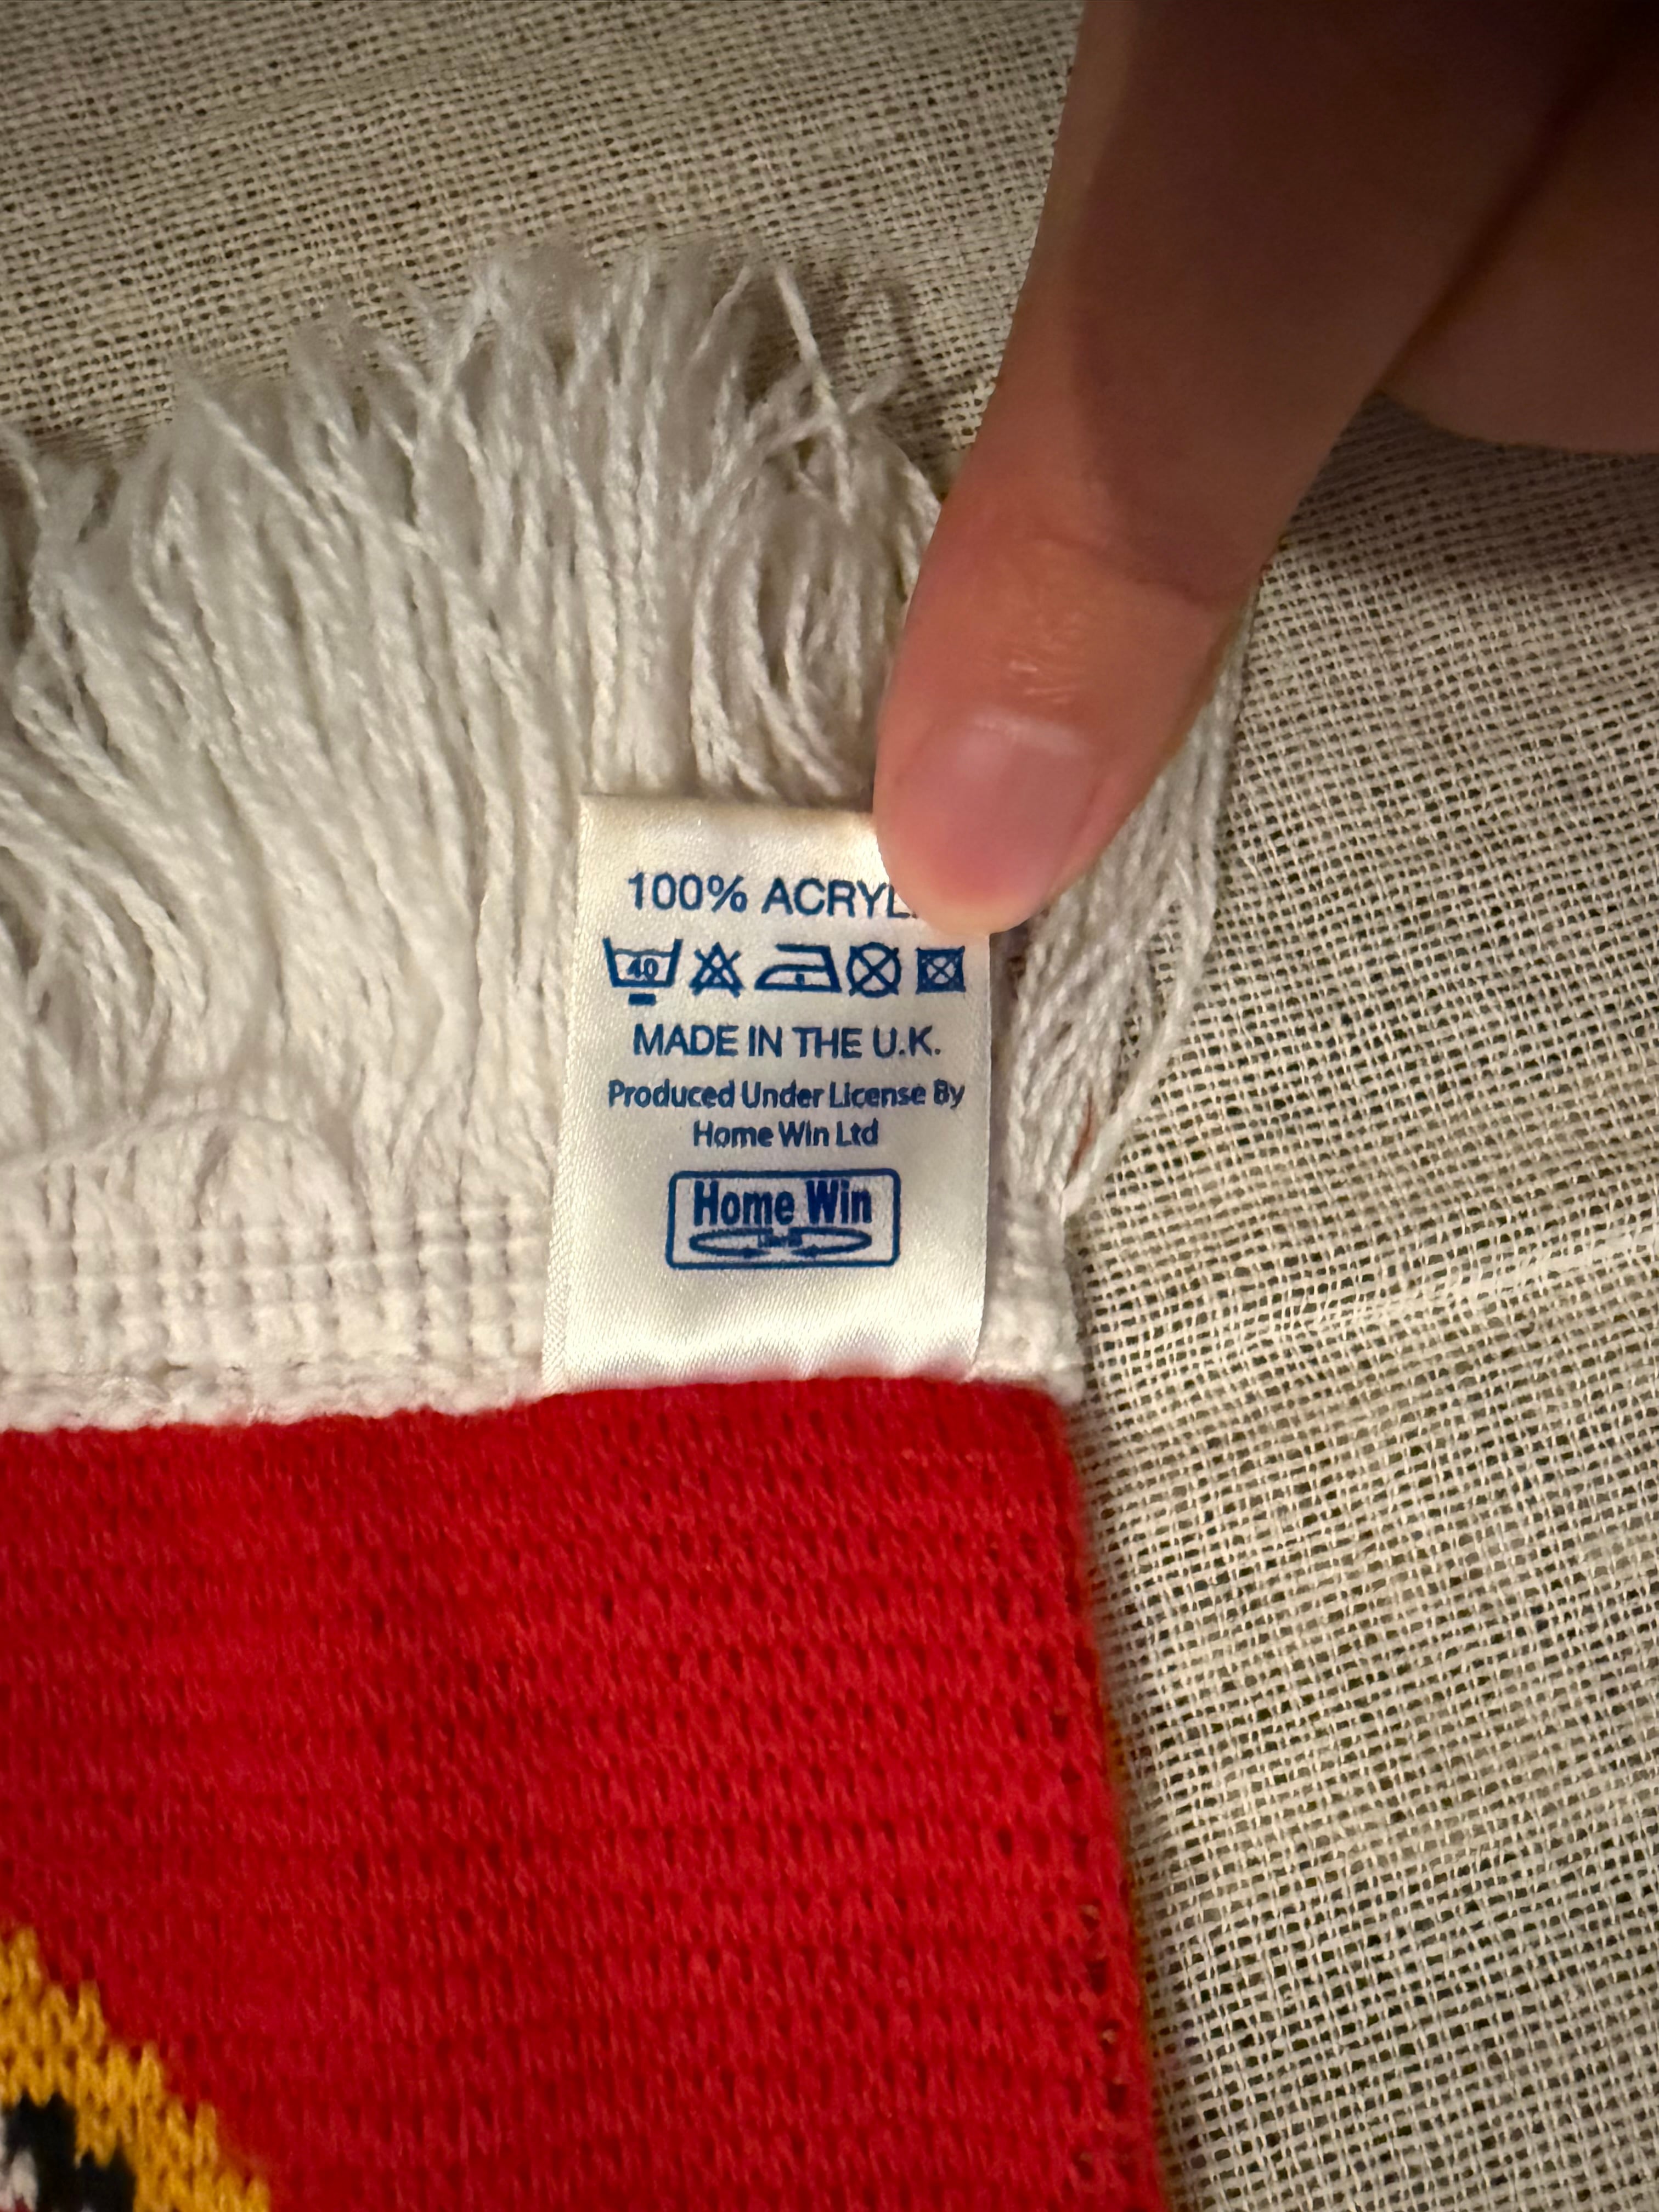 100% ACRYL
40
MADE IN THE U.K.
Produced Under License By
Home Win Ltd
Home Win